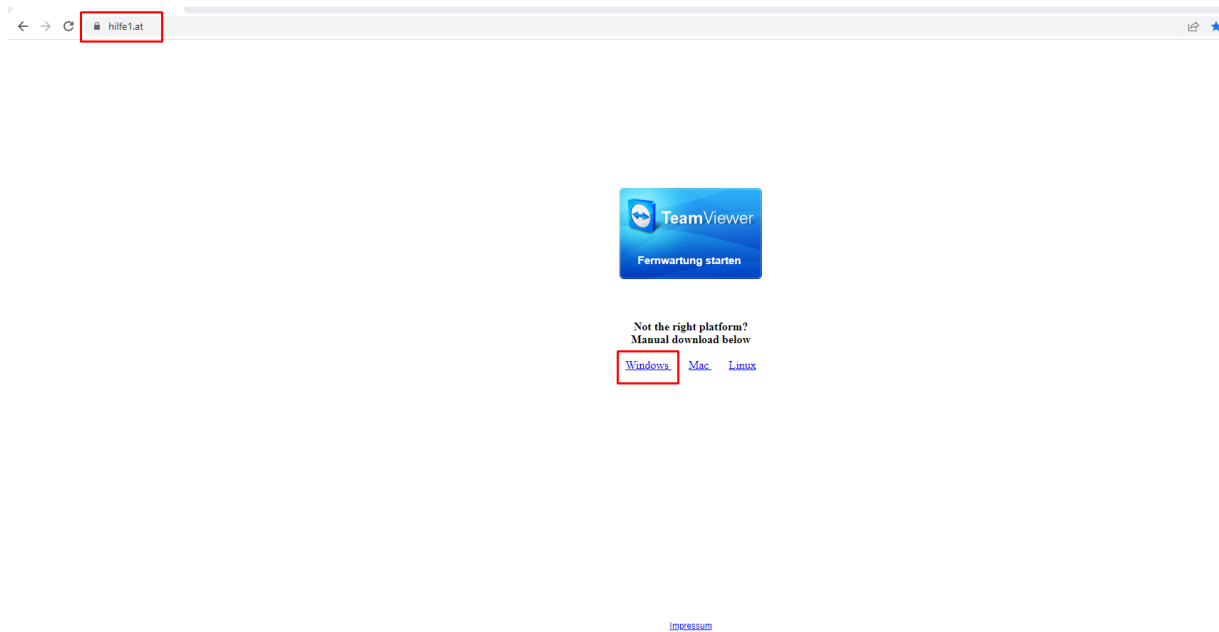 hilfe1.at
TeamViewer
Fernwartung starten
Not the right platform?
Manual download below
Windows Mac Linux
Impressum